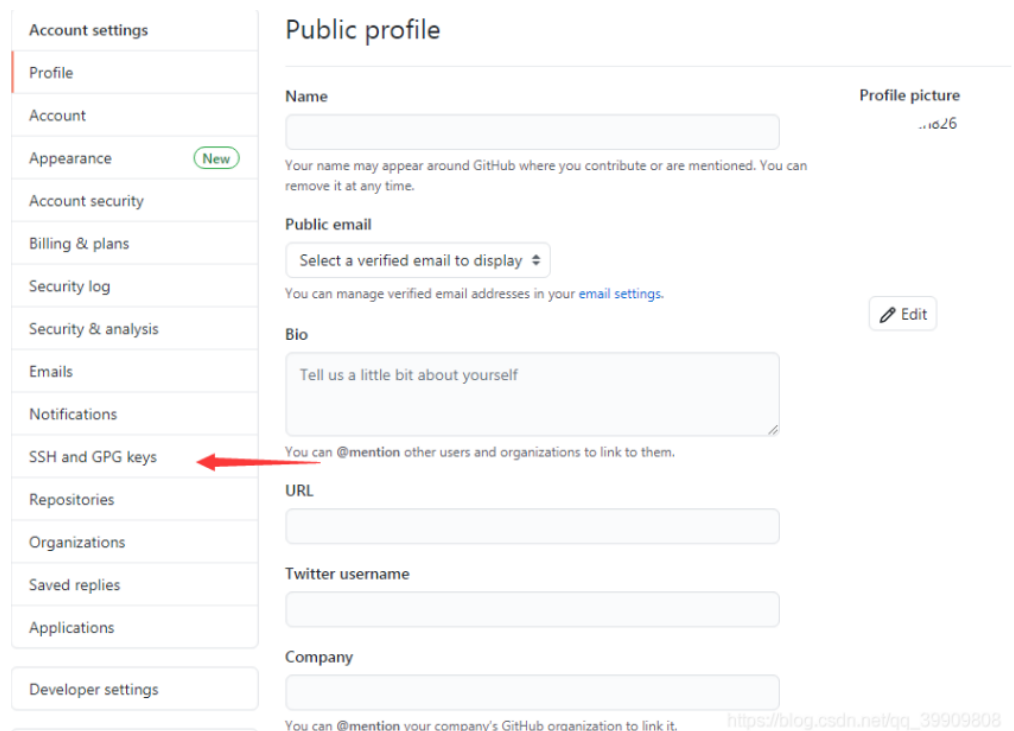 Account settings
Profile
Account
Appearance New
Account security
Billing & plans
Security log
Security & analysis
Emails
Notifications
SSH and GPG keys
Repositories
Organizations
Saved replies
Applications
Developer settings
Public profile
Name
Your name may appear around GitHub where you contribute or are mentioned. You can
remove it at any time.
Public email
Select a verified email to display
You can manage verified email addresses in your email settings.
Bio
Tell us a little bit about yourself
You can @mention other users and organizations to link to them.
URL
Twitter username
Company
You can @mention your company's GitHub organization to link it.
Profile picture
Edit
https://blog.csdn.net/qq_39909808